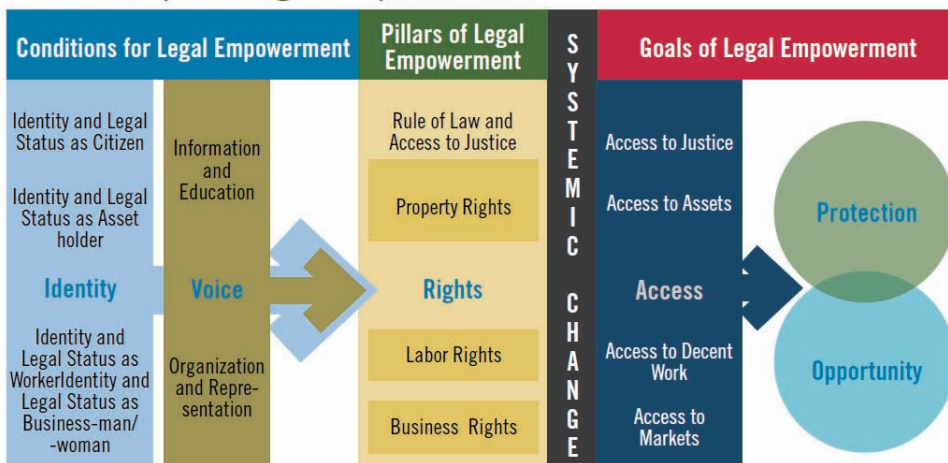 Conditions for Legal Empowerment
Pillars of Legal
Empowerment
SYSTEMIC CHANGE
Goals of Legal Empowerment
Identity and Legal
Status as Citizen
Identity and Legal
Status as Asset
holder
Identity
Identity and
Legal Status as
WorkerIdentity and
Legal Status as
Business-man/
-woman
Information
and
Education
Voice
Organization
and Repre-
sentation
Rule of Law and
Access to Justice
Property Rights
Rights
Labor Rights
Business Rights
Access to Justice
Access to Assets
Access
Access to Decent
Work
Access to
Markets
Protection
Opportunity